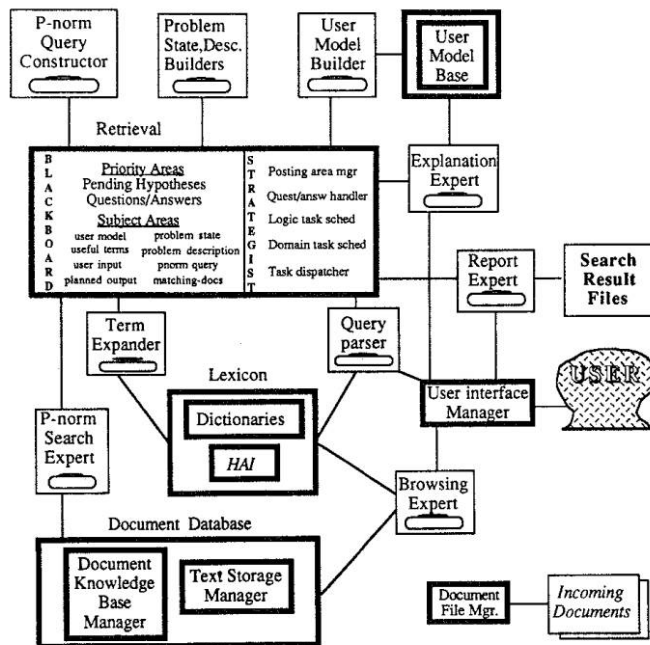 P-norm
Query
Constructor
Problem
State,Desc.
Builders
User
Model
Builder
User
Model
Base
Retrieval
BLACKBOARD
Priority Areas
Pending Hypotheses
Questions/Answers
Subject Areas
user model problem state
useful terms problem description
user input pnorm query
planned output matching-docs
STRATEGIST
Posting area mgr
Quest/answ handler
Logic task sched
Domain task sched
Task dispatcher
Explanation
Expert
Report
Expert
Search
Result
Files
Term
Expander
Query
parser
USER
User interface
Manager
Lexicon
Dictionaries
HAI
P-norm
Search
Expert
Browsing
Expert
Document Database
Document
Knowledge
Base
Manager
Text Storage
Manager
Document
File Mgr.
Incoming
Documents